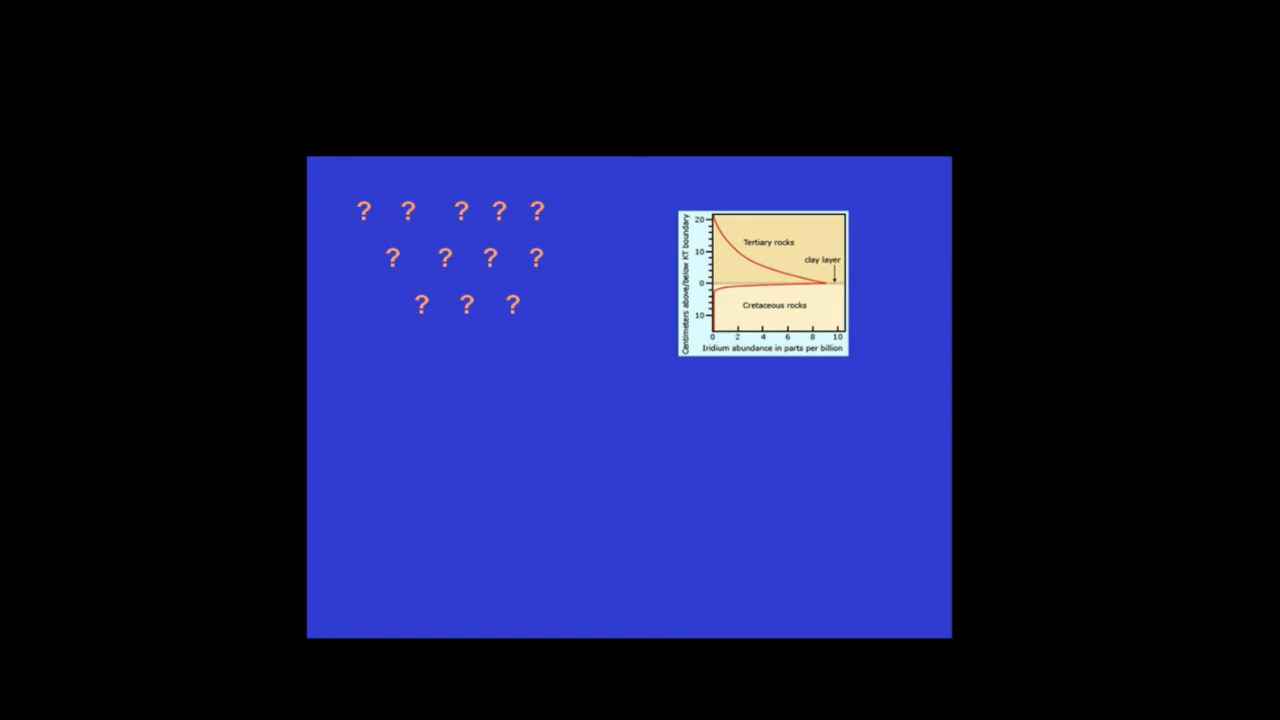 ? ? ? ? ?
? ? ? ?
? ? ?
Centimeters above/below KT boundary
20
Tertiary rocks
10
clay layer
0
Cretaceous rocks
10
0 2 4 6 8 10
Iridium abundance in parts per billion